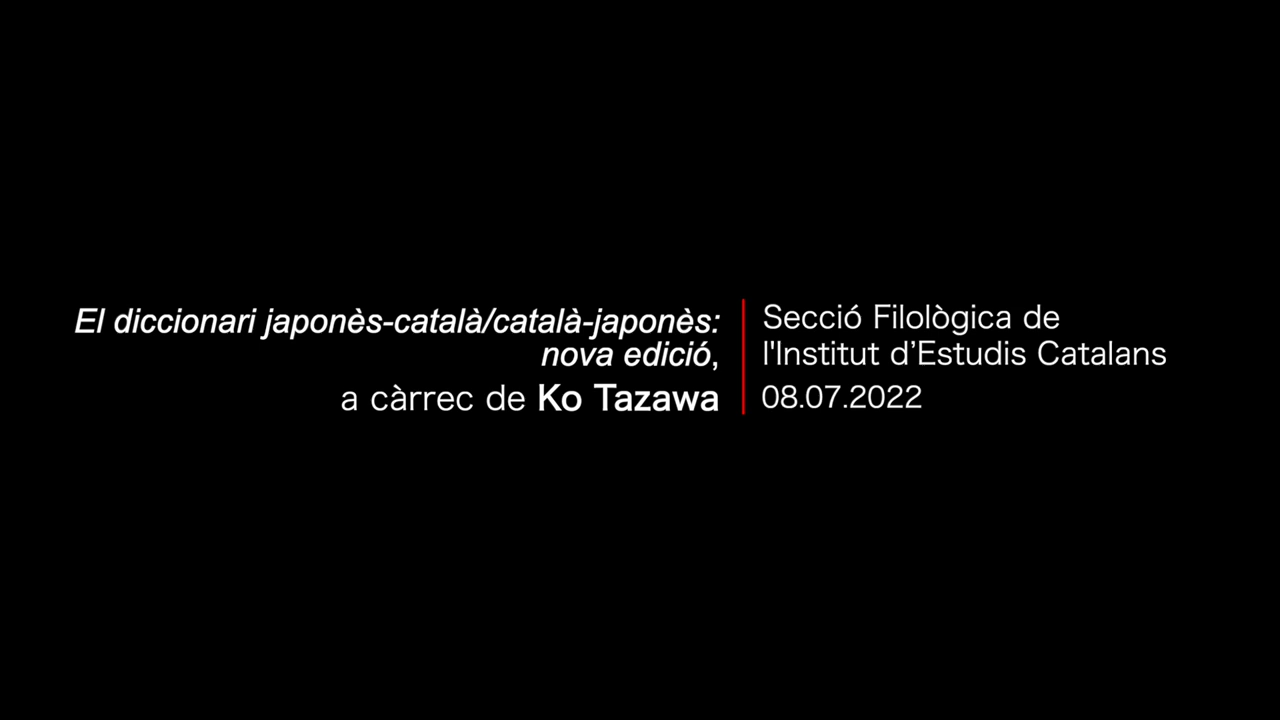 El diccionari japonès-català/català-japonès:
nova edició,
a càrrec de Ko Tazawa
Secció Filològica de
l'Institut d’Estudis Catalans
08.07.2022